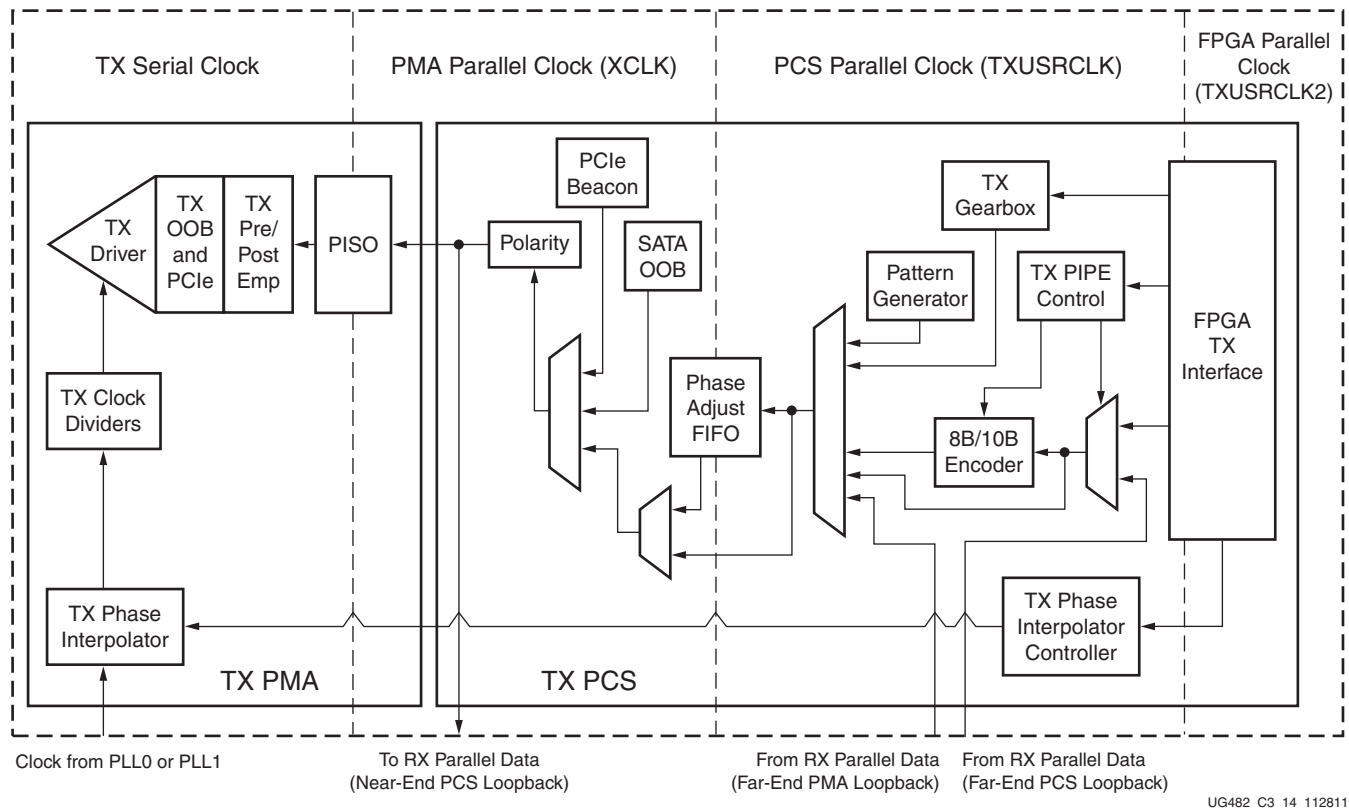 TX Serial Clock
PMA Parallel Clock (XCLK)
PCS Parallel Clock (TXUSRCLK)
FPGA Parallel
Clock
(TXUSRCLK2)
TX
Driver
TX
OOB
and
PCIe
TX
Pre/
Post
Emp
PISO
Polarity
PCIe
Beacon
SATA
OOB
TX
Gearbox
Pattern
Generator
TX PIPE
Control
FPGA
TX
Interface
TX Clock
Dividers
Phase
Adjust
FIFO
8B/10B
Encoder
TX Phase
Interpolator
TX Phase
Interpolator
Controller
TX PMA
TX PCS
Clock from PLL0 or PLL1
To RX Parallel Data
(Near-End PCS Loopback)
From RX Parallel Data
(Far-End PMA Loopback)
From RX Parallel Data
(Far-End PCS Loopback)
UG482_C3_14_112811